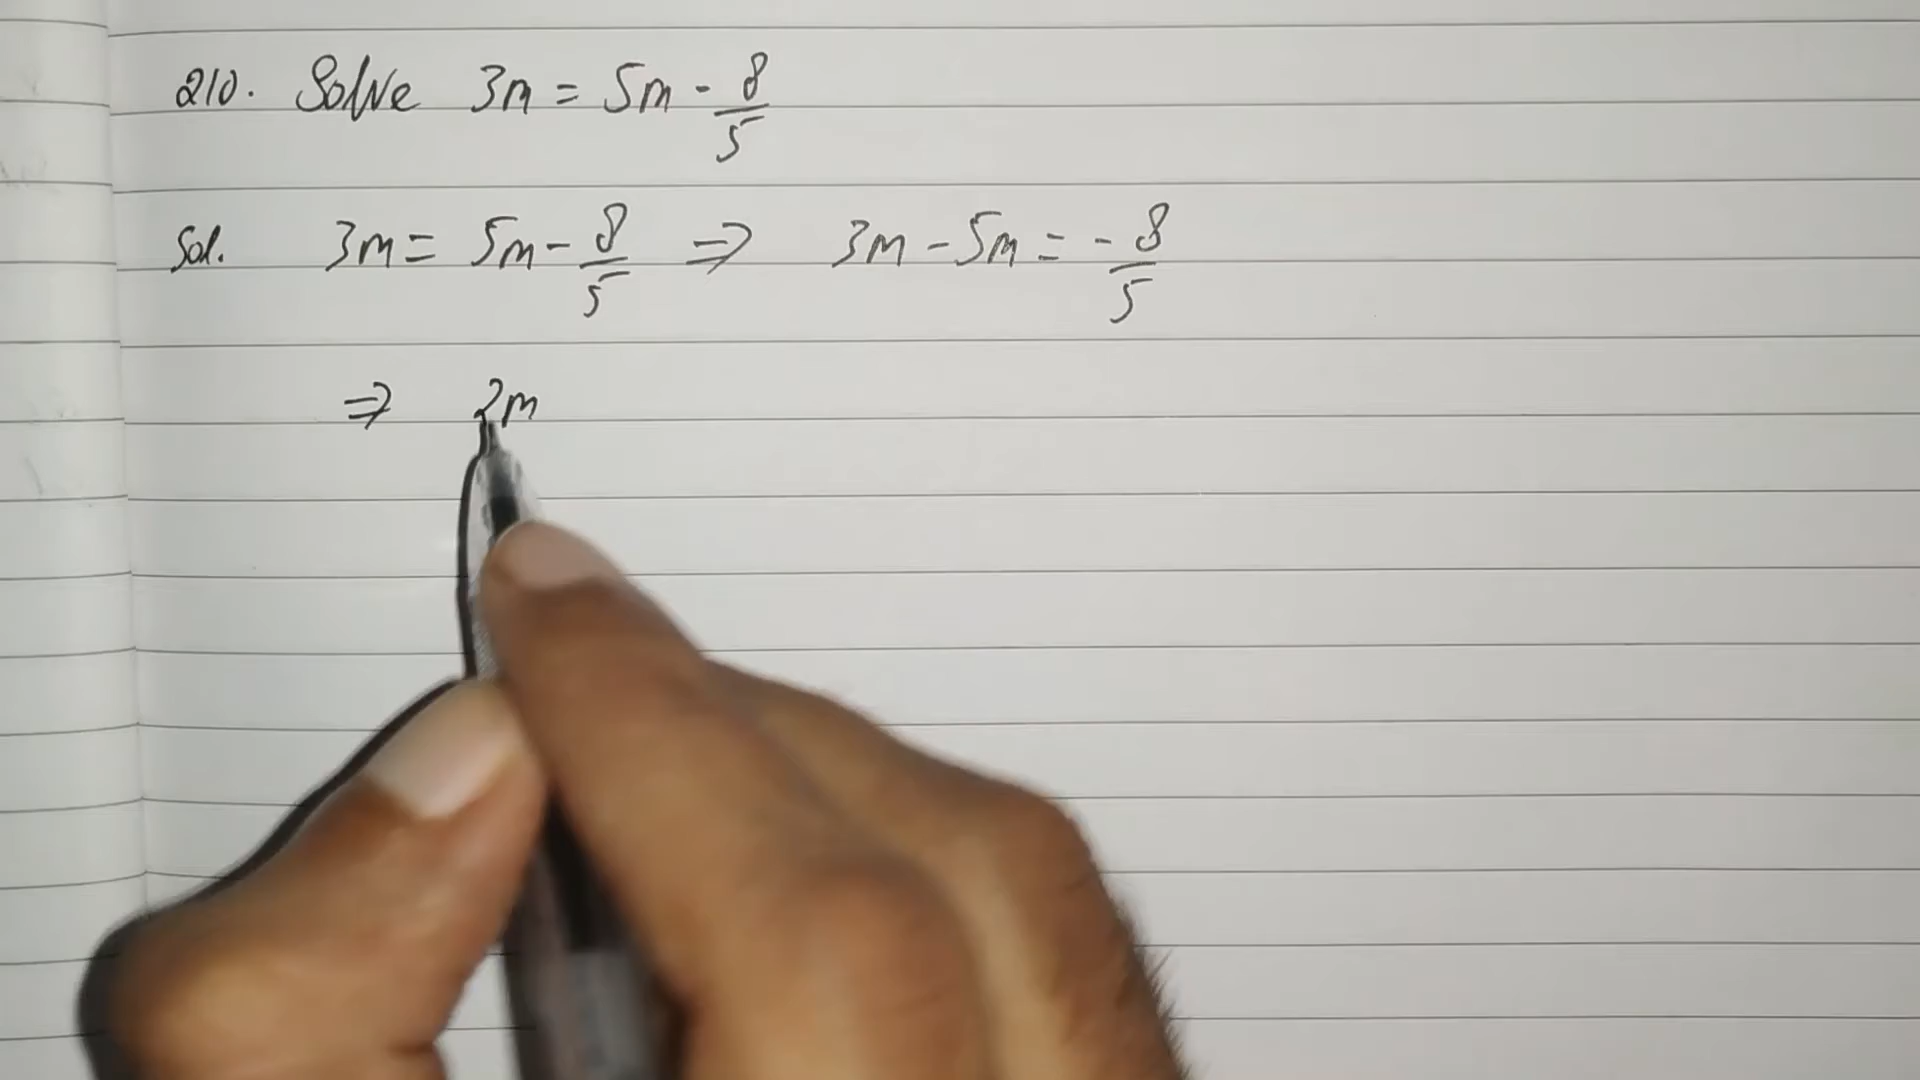 210. Solve 3m = 5m - 8/5
Sol. 3m = 5m - 8/5 ⇒ 3m - 5m = - 8/5
⇒ 2m